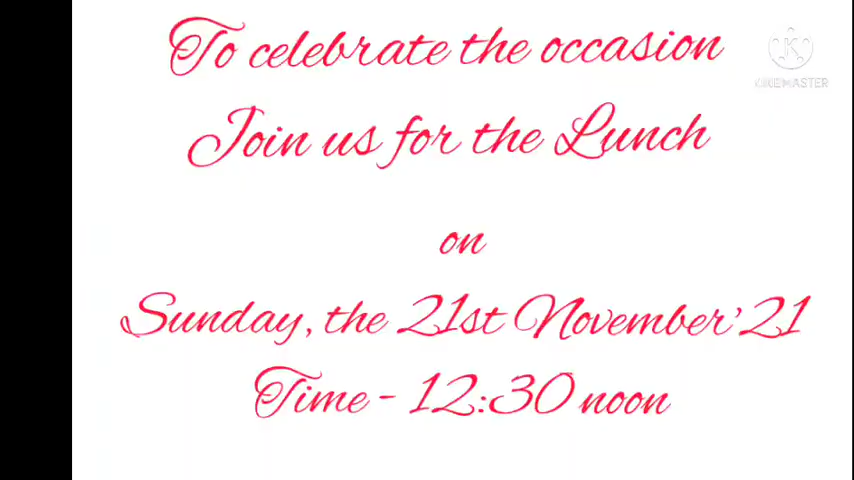 To celebrate the occasion
KINEMASTER
Join us for the Lunch
on
Sunday, the 21st November'21
Time - 12:30 noon